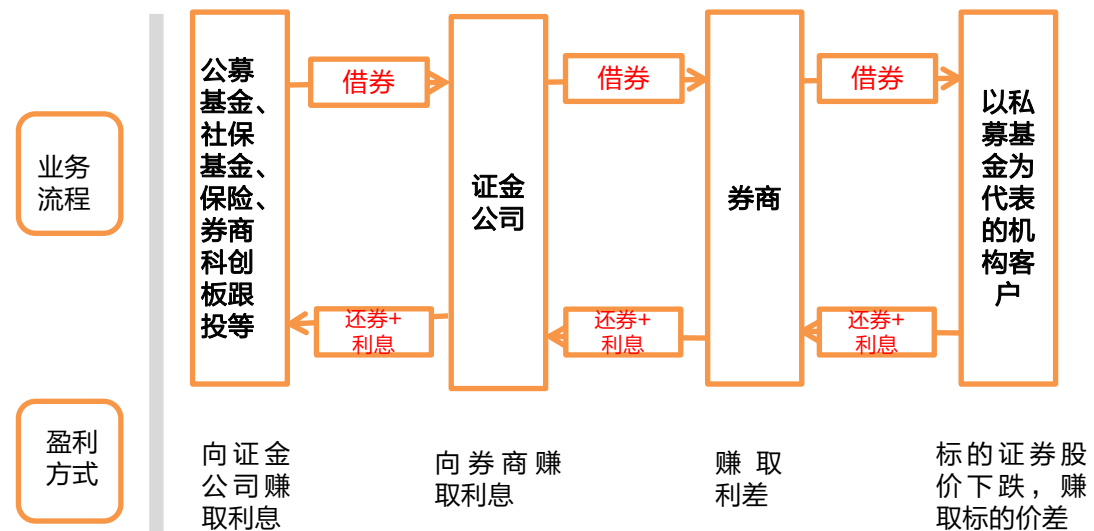 业务
流程
公募
基金、
社保
基金、
保险、
券商
科创
板跟
投等
借券
还券+
利息
证金
公司
借券
还券+
利息
券商
借券
还券+
利息
以私
募基
金为
代表
的机
构客
户
盈利
方式
向证金
公司赚
取利息
向券商赚
取利息
赚取
利差
标的证券股
价下跌，赚
取标的价差